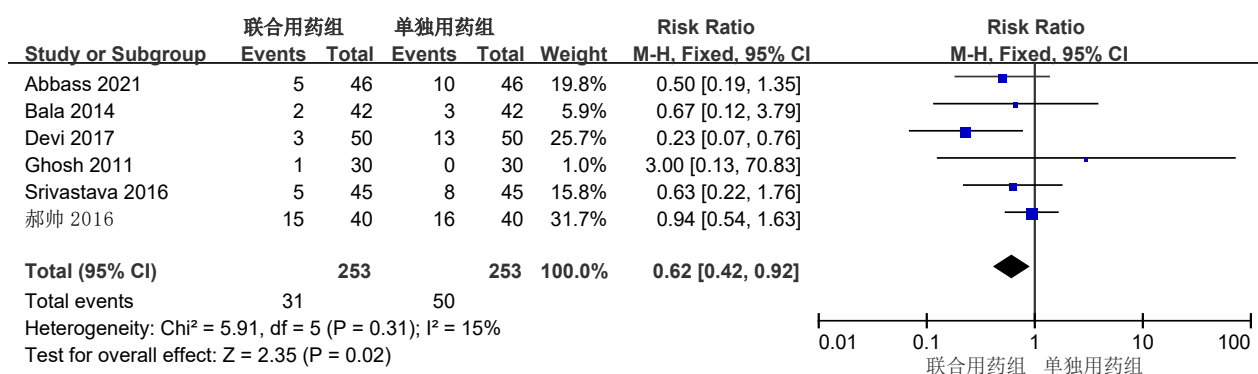 联合用药组 单独用药组 Risk Ratio Risk Ratio
Study or Subgroup Events Total Events Total Weight M-H, Fixed, 95% CI M-H, Fixed, 95% CI
Abbass 2021 5 46 10 46 19.8% 0.50 [0.19, 1.35]
Bala 2014 2 42 3 42 5.9% 0.67 [0.12, 3.79]
Devi 2017 3 50 13 50 25.7% 0.23 [0.07, 0.76]
Ghosh 2011 1 30 0 30 1.0% 3.00 [0.13, 70.83]
Srivastava 2016 5 45 8 45 15.8% 0.63 [0.22, 1.76]
郝帅 2016 15 40 16 40 31.7% 0.94 [0.54, 1.63]
Total (95% CI) 253 253 100.0% 0.62 [0.42, 0.92]
Total events 31 50
Heterogeneity: Chi² = 5.91, df = 5 (P = 0.31); I² = 15%
Test for overall effect: Z = 2.35 (P = 0.02)
0.01 0.1 1 10 100
联合用药组 单独用药组